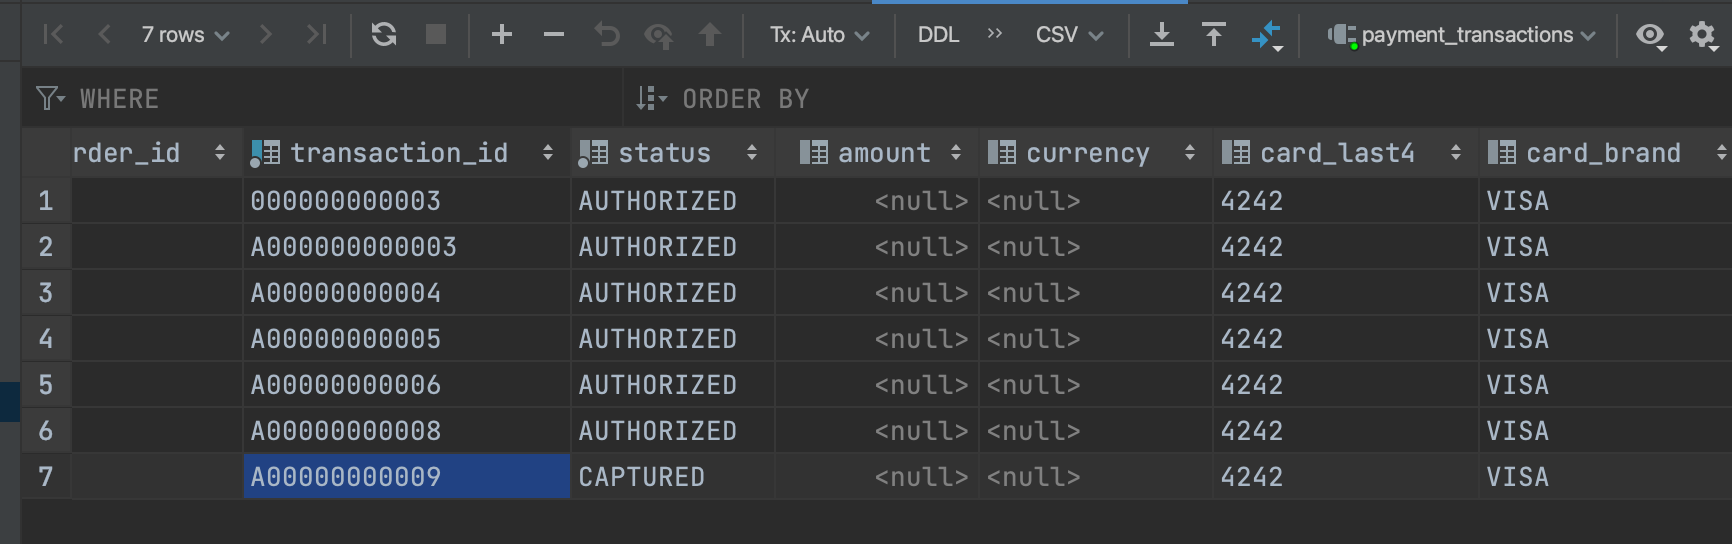 7 rows Tx: Auto DDL » CSV payment_transactions
WHERE ORDER BY
rder_id transaction_id status amount currency card_last4 card_brand
1 000000000003 AUTHORIZED <null> <null> 4242 VISA
2 A000000000003 AUTHORIZED <null> <null> 4242 VISA
3 A00000000004 AUTHORIZED <null> <null> 4242 VISA
4 A00000000005 AUTHORIZED <null> <null> 4242 VISA
5 A00000000006 AUTHORIZED <null> <null> 4242 VISA
6 A00000000008 AUTHORIZED <null> <null> 4242 VISA
7 A00000000009 CAPTURED <null> <null> 4242 VISA